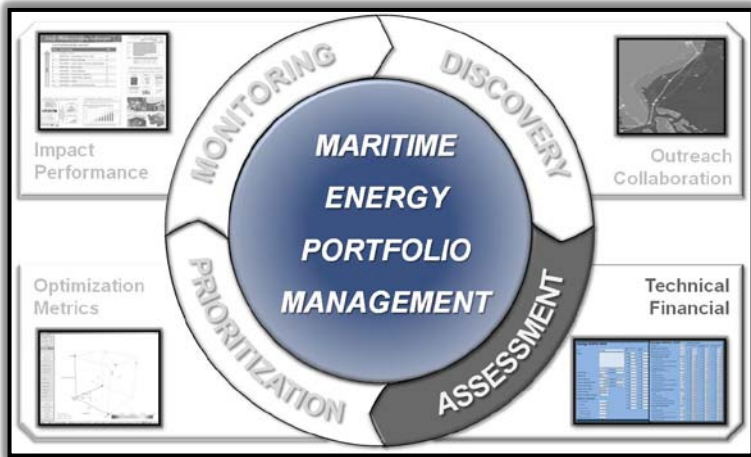 MONITORING
DISCOVERY
Impact
Performance
MARITIME
ENERGY
PORTFOLIO
MANAGEMENT
Outreach
Collaboration
Optimization
Metrics
Technical
Financial
PRIORITIZATION
ASSESSMENT